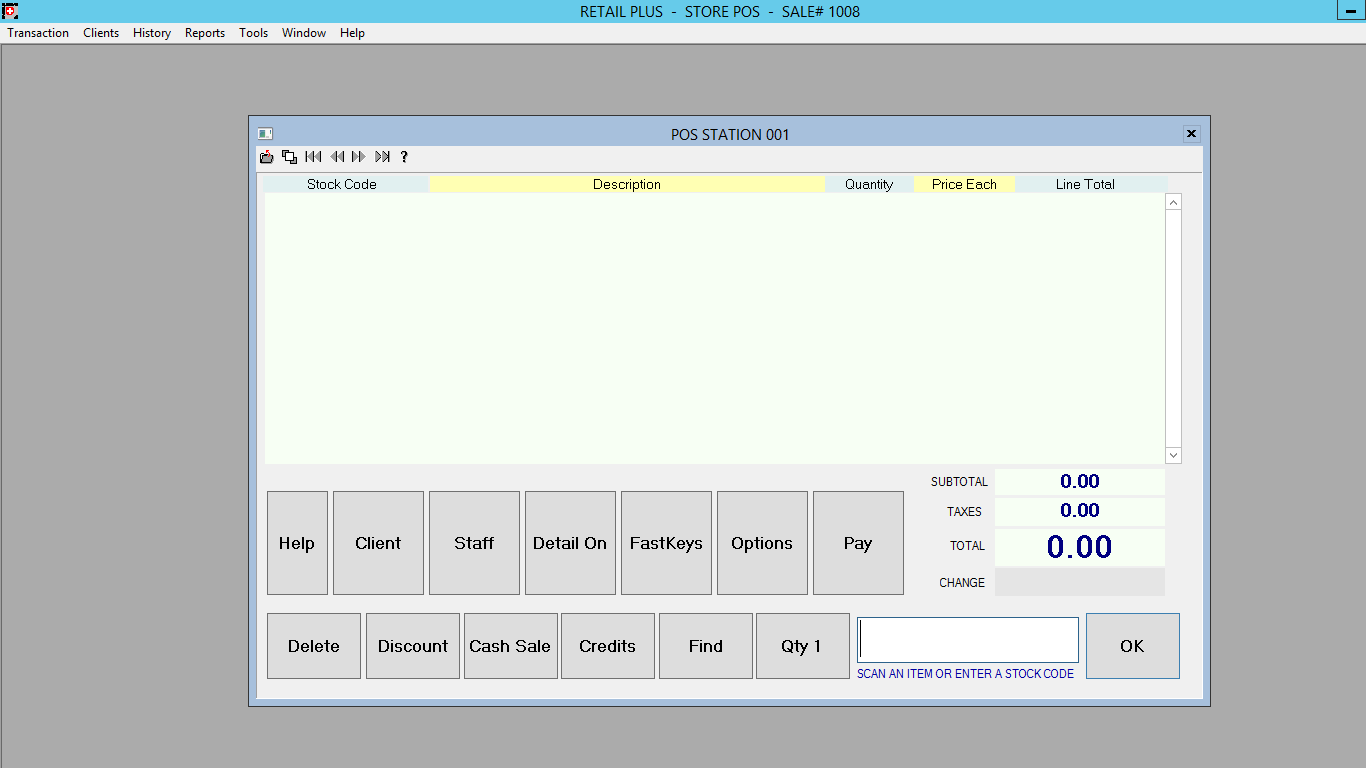 RETAIL PLUS - STORE POS - SALE# 1008
Transaction Clients History Reports Tools Window Help
POS STATION 001
?
Stock Code Description Quantity Price Each Line Total
SUBTOTAL 0.00
TAXES 0.00
TOTAL 0.00
CHANGE
Help Client Staff Detail On FastKeys Options Pay
Delete Discount Cash Sale Credits Find Qty 1 OK
SCAN AN ITEM OR ENTER A STOCK CODE